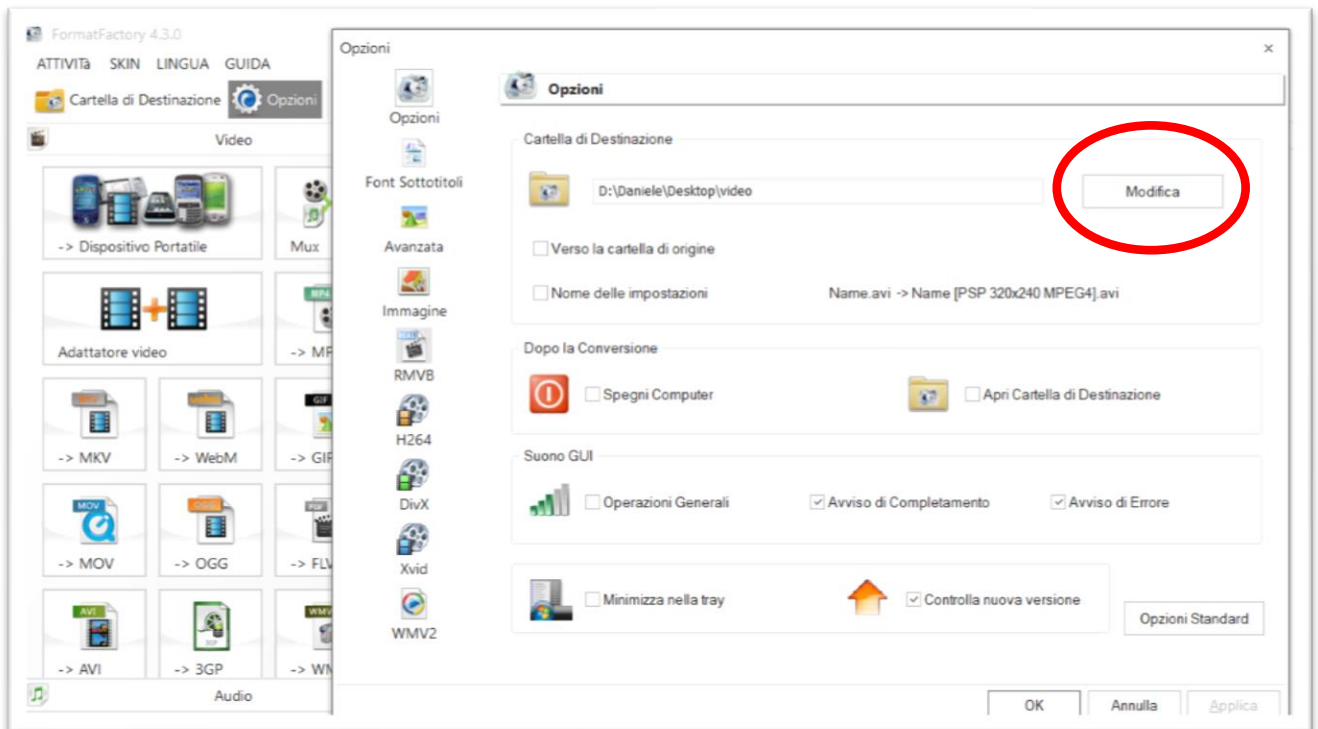 FormatFactory 4.3.0
ATTIVITà SKIN LINGUA GUIDA
Cartella di Destinazione
Opzioni
Video
-> Dispositivo Portatile
Mux
Adattatore video
-> MP
-> MKV
-> WebM
-> GIF
-> MOV
-> OGG
-> FLV
-> AVI
-> 3GP
-> WM
Audio
Opzioni
Opzioni
Font Sottotitoli
Avanzata
Immagine
RMVB
H264
DivX
Xvid
WMV2
Opzioni
Cartella di Destinazione
D:\Daniele\Desktop\video
Modifica
Verso la cartella di origine
Nome delle impostazioni
Name.avi -> Name [PSP 320x240 MPEG4].avi
Dopo la Conversione
Spegni Computer
Apri Cartella di Destinazione
Suono GUI
Operazioni Generali
Avviso di Completamento
Avviso di Errore
Minimizza nella tray
Controlla nuova versione
Opzioni Standard
OK
Annulla
Applica